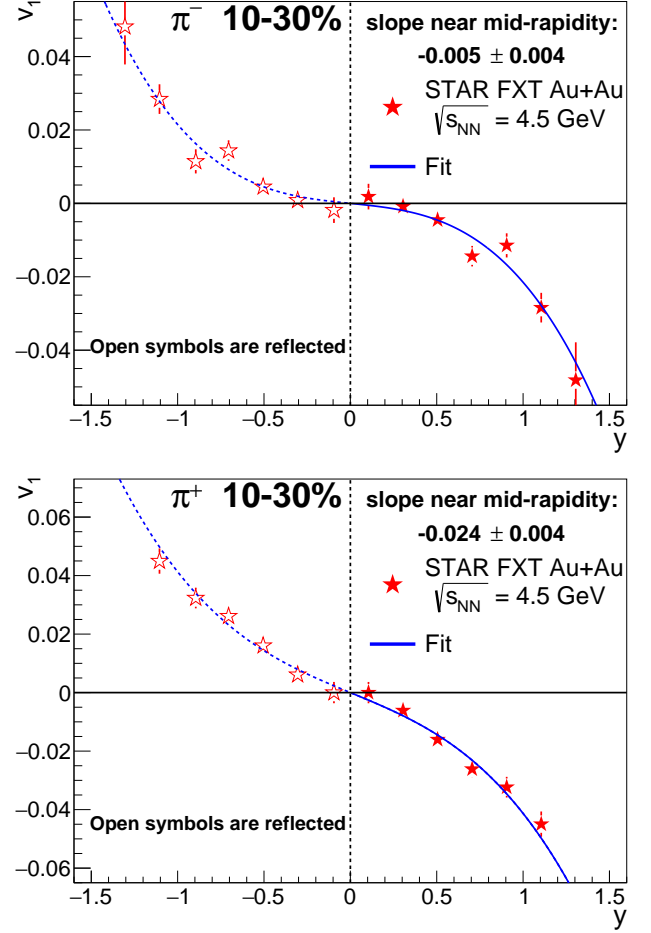 v₁
π⁻ 10-30%
slope near mid-rapidity:
-0.005 ± 0.004
STAR FXT Au+Au
√sNN = 4.5 GeV
Fit
0.04
0.02
0
−0.02
−0.04
Open symbols are reflected
−1.5 −1 −0.5 0 0.5 1 1.5
y
v₁
π⁺ 10-30%
slope near mid-rapidity:
-0.024 ± 0.004
STAR FXT Au+Au
√sNN = 4.5 GeV
Fit
0.06
0.04
0.02
0
−0.02
−0.04
−0.06
Open symbols are reflected
−1.5 −1 −0.5 0 0.5 1 1.5
y